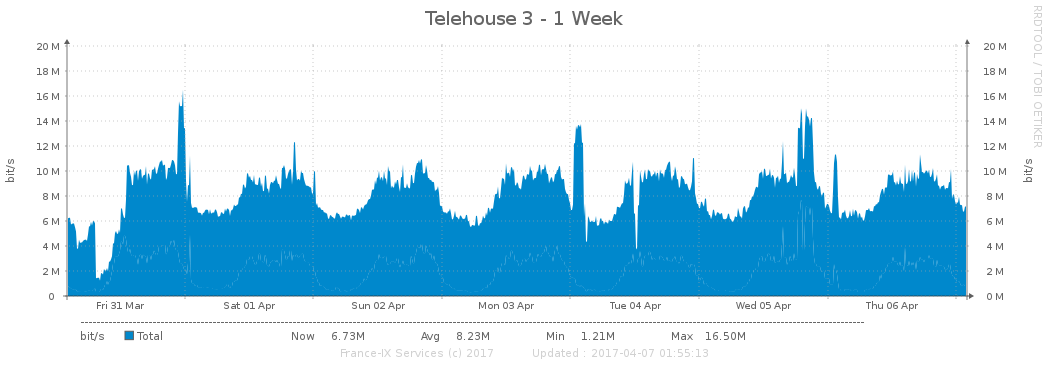 Telehouse 3 - 1 Week
RRDTOOL / TOBI OETIKER
bit/s
bit/s
20 M 20 M
18 M 18 M
16 M 16 M
14 M 14 M
12 M 12 M
10 M 10 M
8 M 8 M
6 M 6 M
4 M 4 M
2 M 2 M
0 0 M
Fri 31 Mar Sat 01 Apr Sun 02 Apr Mon 03 Apr Tue 04 Apr Wed 05 Apr Thu 06 Apr
bit/s Total Now 6.73M Avg 8.23M Min 1.21M Max 16.50M
France-IX Services (c) 2017 Updated : 2017-04-07 01:55:13